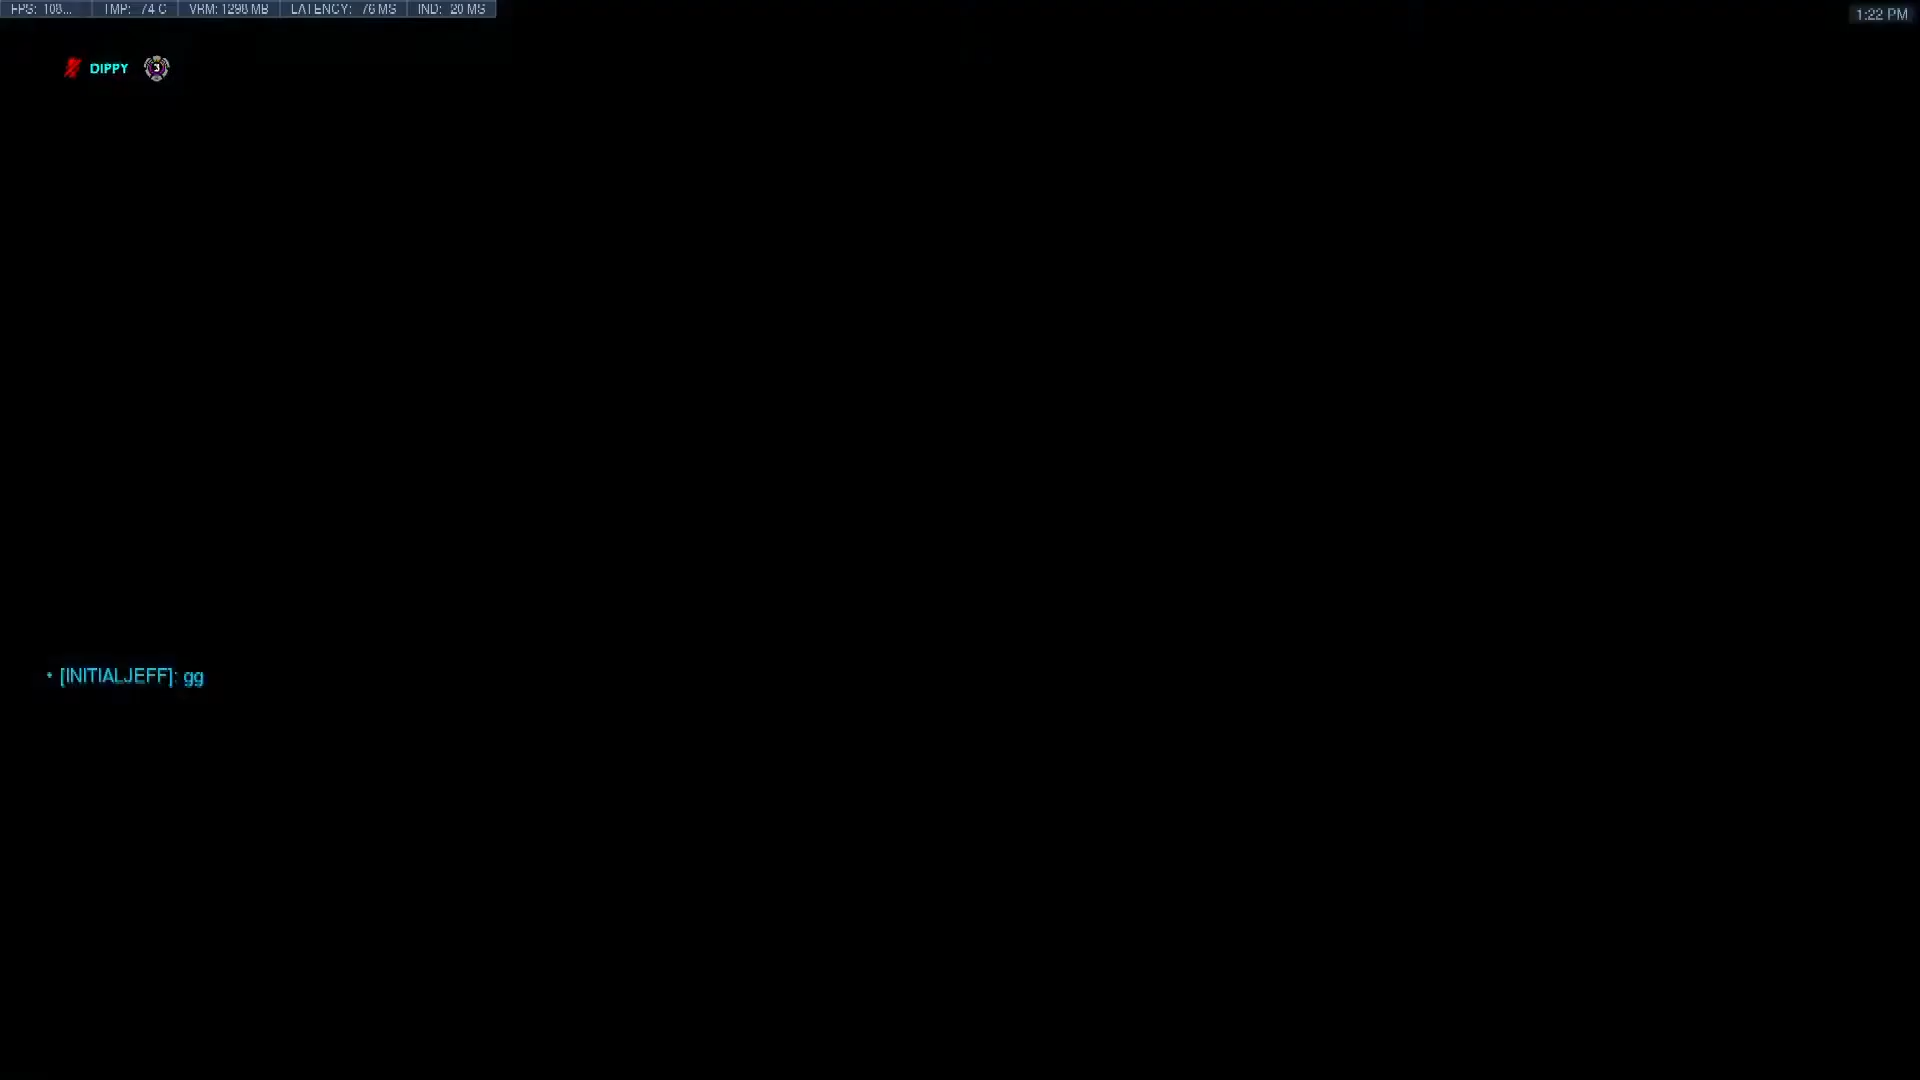 FPS: 108... TMP: 74 C VRM: 1298 MB LATENCY: 76 MS IND: 20 MS
1:22 PM
DIPPY 3
[INITIALJEFF]: gg